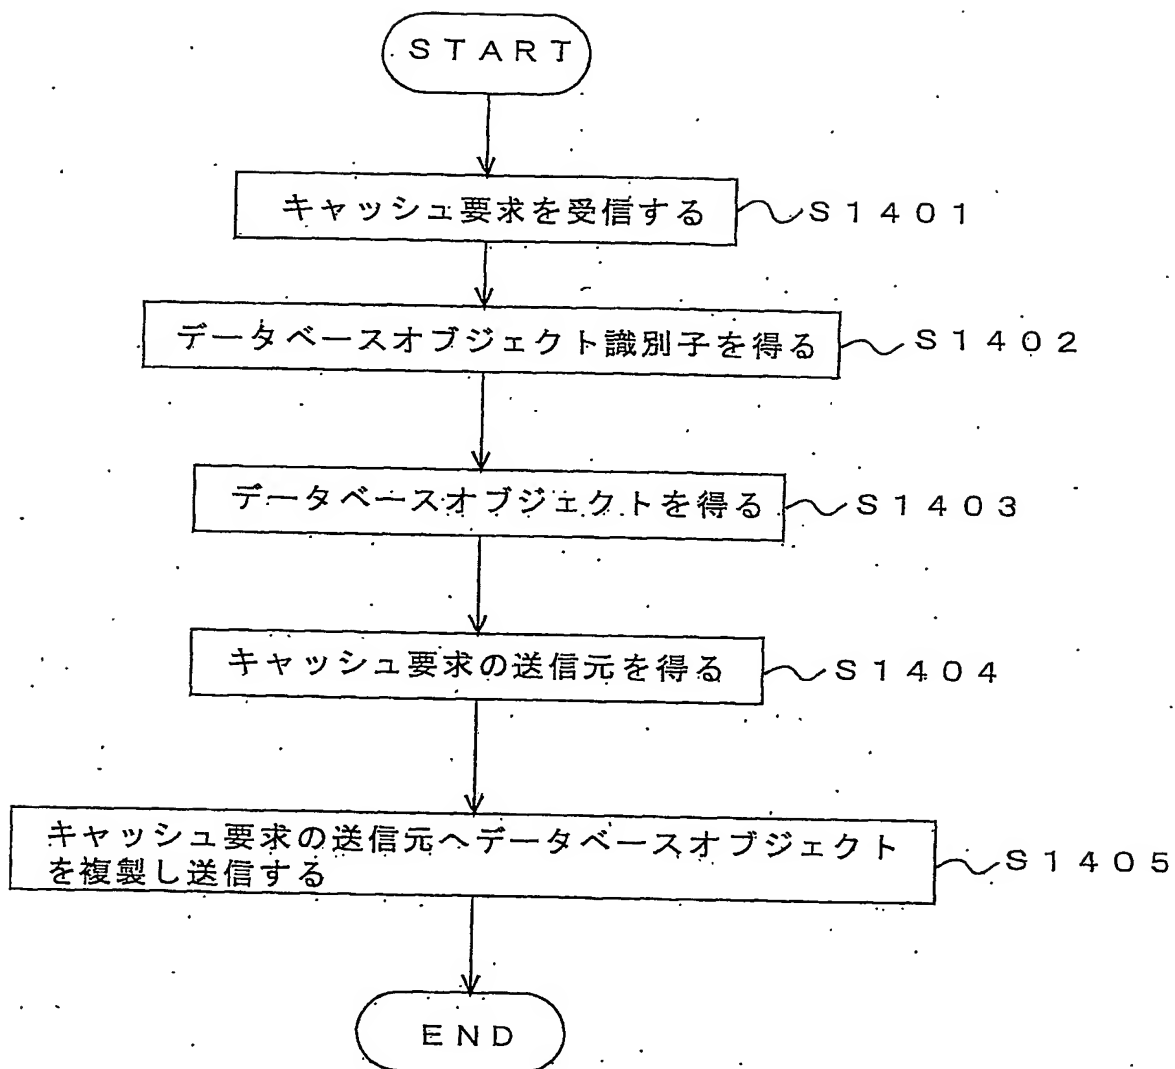 ＳＴＡＲＴ
キャッシュ要求を受信する
Ｓ１４０１
データベースオブジェクト識別子を得る
Ｓ１４０２
データベースオブジェクトを得る
Ｓ１４０３
キャッシュ要求の送信元を得る
Ｓ１４０４
キャッシュ要求の送信元へデータベースオブジェクト
を複製し送信する
Ｓ１４０５
ＥＮＤ